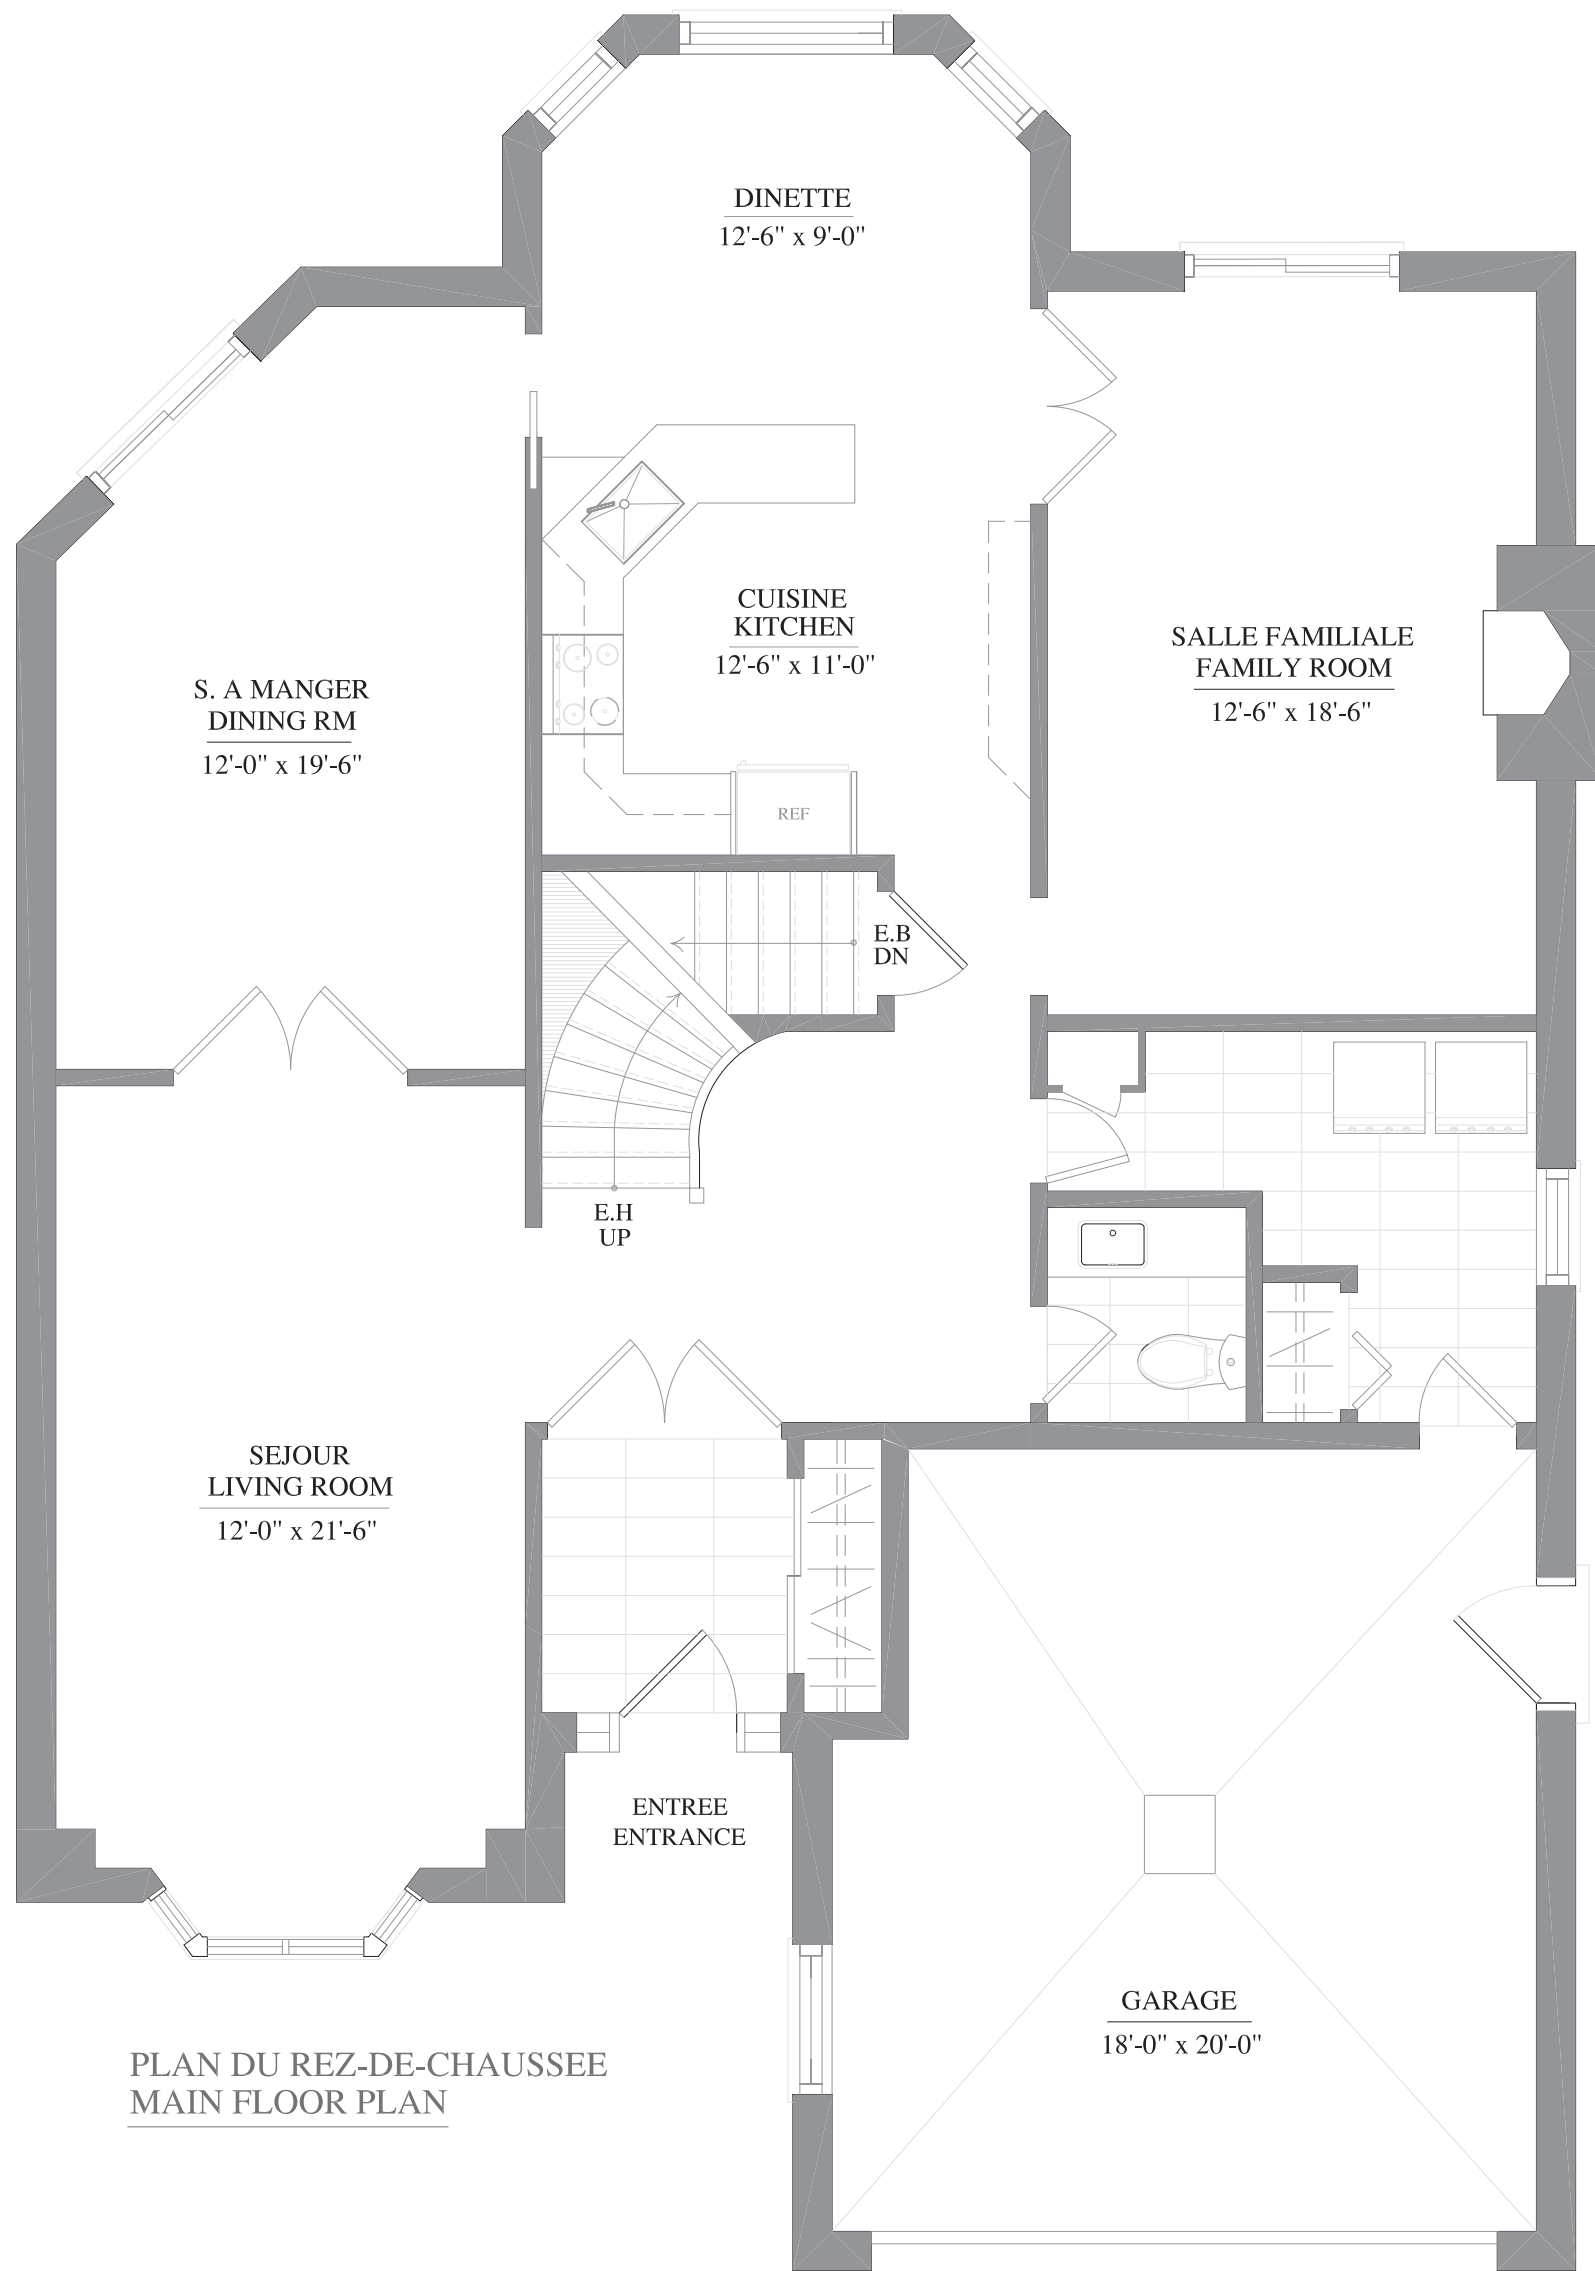 DINETTE
12'-6" x 9'-0"
CUISINE
KITCHEN
12'-6" x 11'-0"
SALLE FAMILIALE
FAMILY ROOM
12'-6" x 18'-6"
S. A MANGER
DINING RM
12'-0" x 19'-6"
REF
E.B
DN
E.H
UP
SEJOUR
LIVING ROOM
12'-0" x 21'-6"
ENTREE
ENTRANCE
GARAGE
18'-0" x 20'-0"
PLAN DU REZ-DE-CHAUSSEE
MAIN FLOOR PLAN